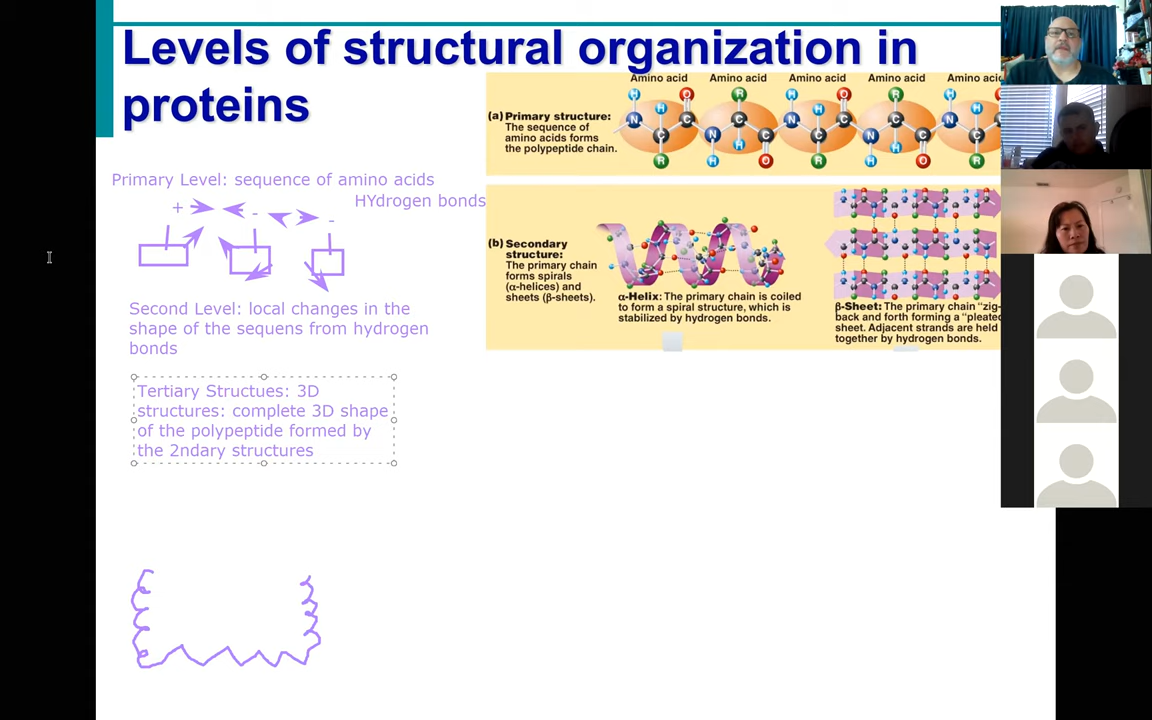 Levels of structural organization in
proteins
Primary Level: sequence of amino acids
HYdrogen bonds
+ - -
Second Level: local changes in the
shape of the sequens from hydrogen
bonds
Tertiary Structues: 3D
structures: complete 3D shape
of the polypeptide formed by
the 2ndary structures
Amino acid Amino acid Amino acid Amino acid Amino acid
(a) Primary structure:
The sequence of
amino acids forms
the polypeptide chain.
H O R H O R H
N H C C N C C N H C C N C C N C
H R H O R H H O R
(b) Secondary
structure:
The primary chain
forms spirals
(α-helices) and
sheets (β-sheets).
α-Helix: The primary chain is coiled
to form a spiral structure, which is
stabilized by hydrogen bonds.
β-Sheet: The primary chain “zig-
back and forth forming a “pleated
sheet. Adjacent strands are held
together by hydrogen bonds.